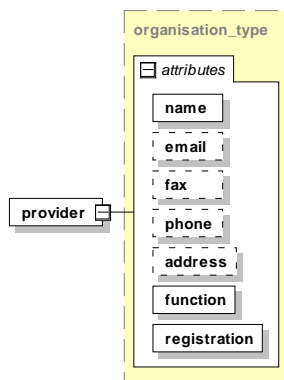 organisation_type
attributes
name
email
fax
provider
phone
address
function
registration